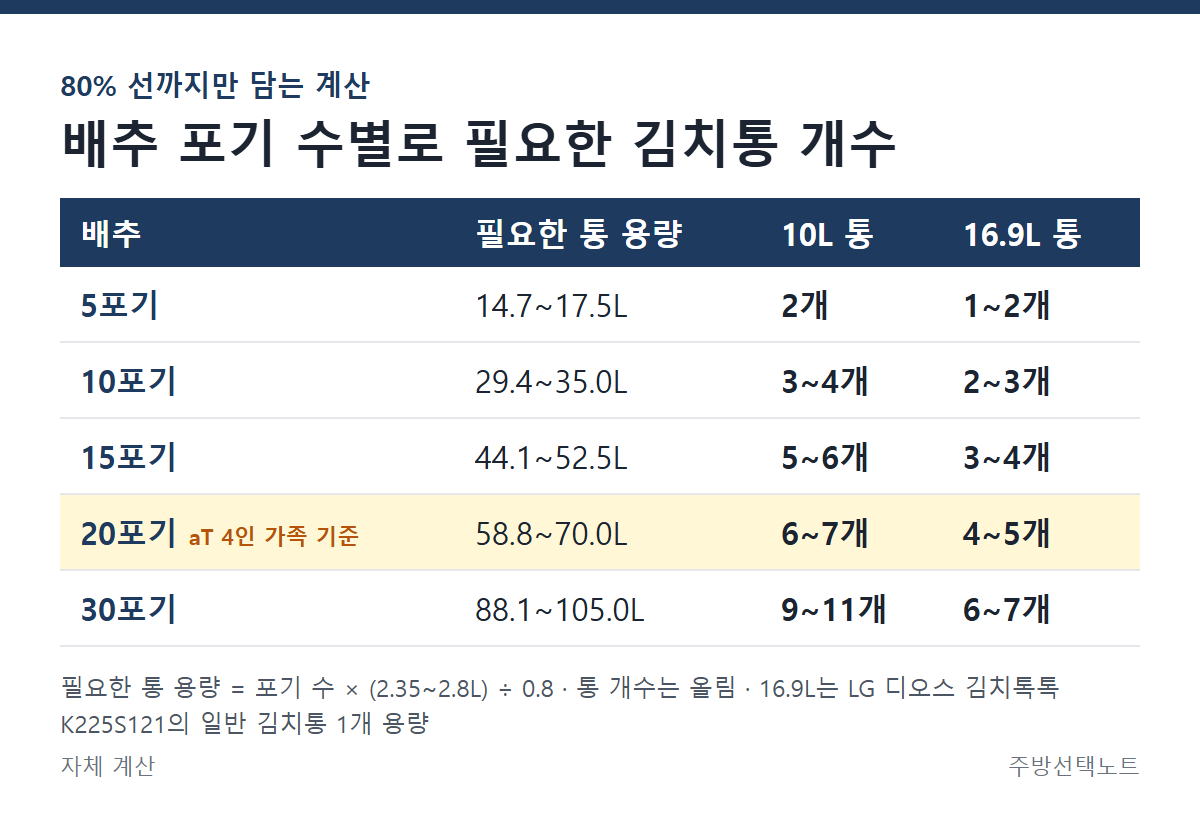 80% 선까지만 담는 계산
배추 포기 수별로 필요한 김치통 개수
배추 필요한 통 용량 10L 통 16.9L 통
5포기 14.7~17.5L 2개 1~2개
10포기 29.4~35.0L 3~4개 2~3개
15포기 44.1~52.5L 5~6개 3~4개
20포기 aT 4인 가족 기준 58.8~70.0L 6~7개 4~5개
30포기 88.1~105.0L 9~11개 6~7개
필요한 통 용량 = 포기 수 × (2.35~2.8L) ÷ 0.8 · 통 개수는 올림 · 16.9L는 LG 디오스 김치톡톡
K225S121의 일반 김치통 1개 용량
자체 계산 주방선택노트